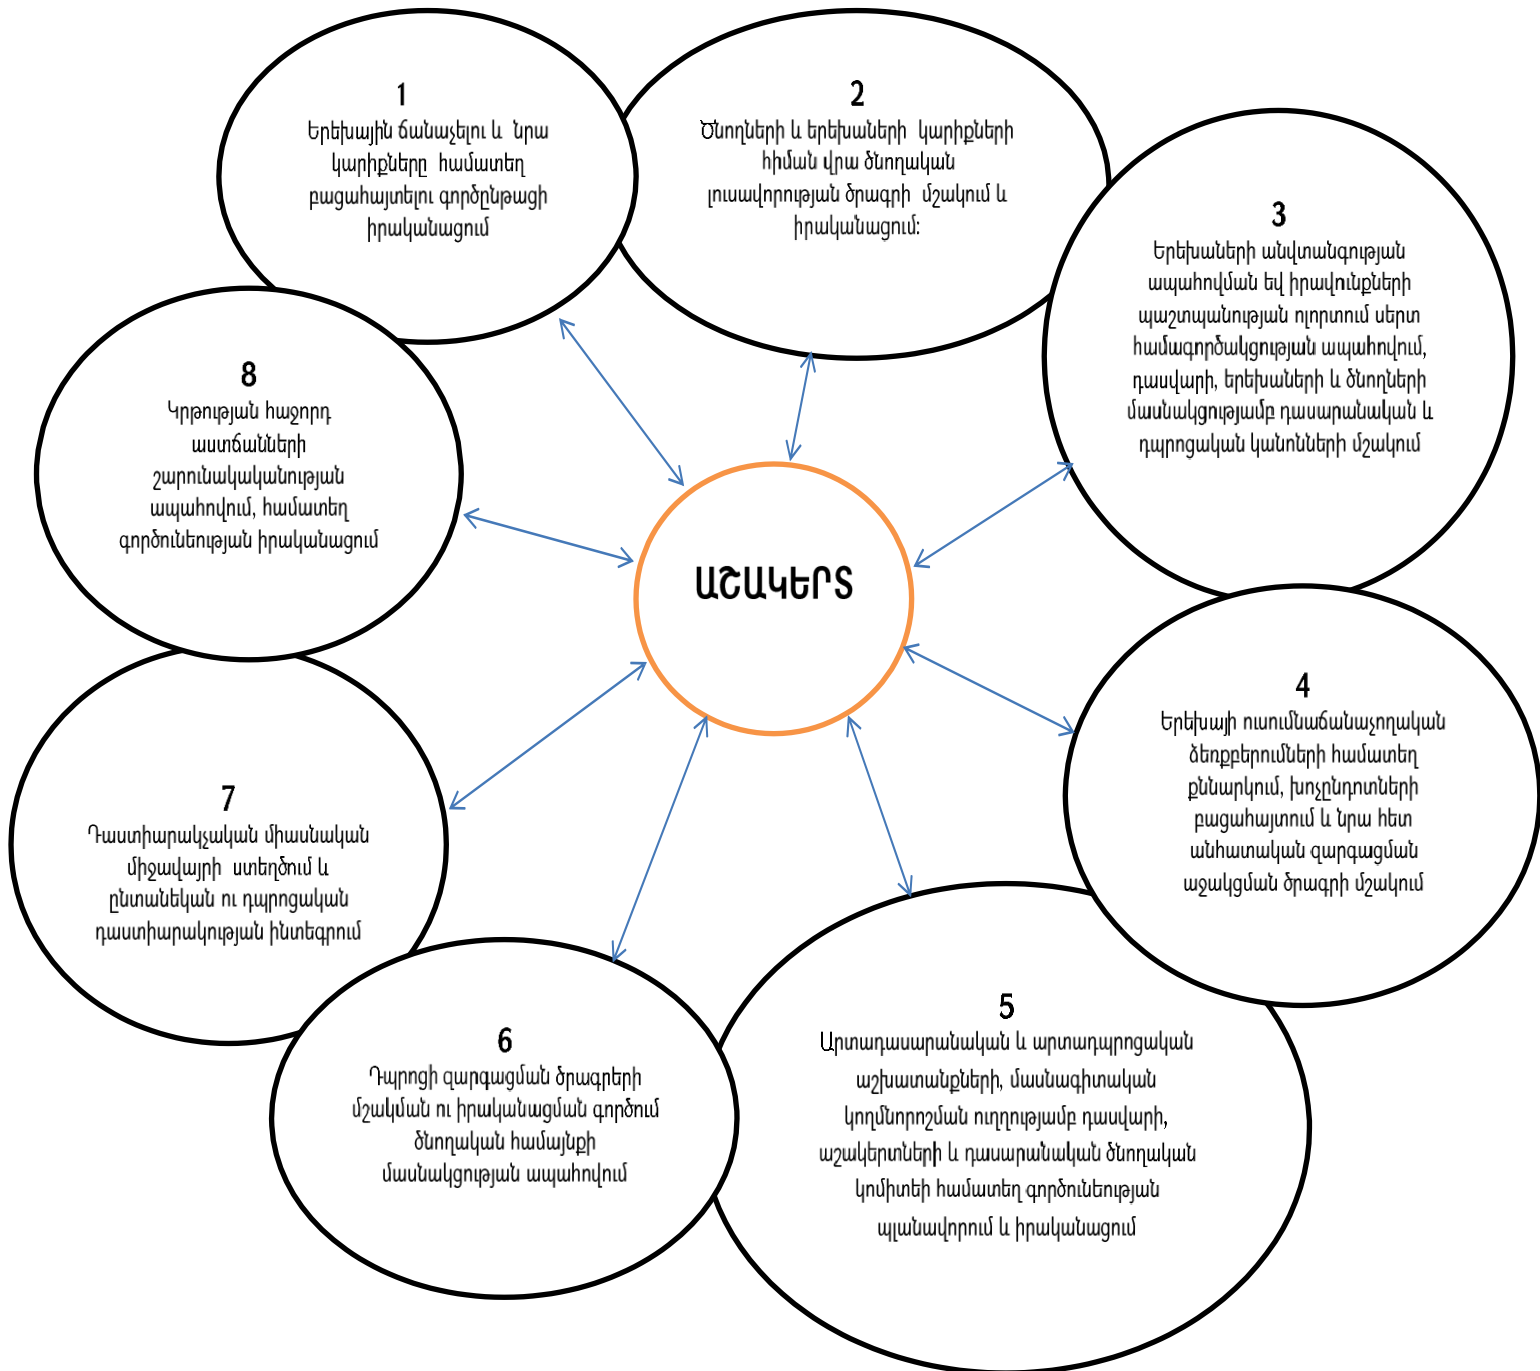 1
Երեխային ճանաչելու և նրա
կարիքները համատեղ
բացահայտելու գործընթացի
իրականացում
2
Ծնողների և երեխաների կարիքների
հիման վրա ծնողական
լուսավորության ծրագրի մշակում և
իրականացում:
3
Երեխաների անվտանգության
ապահովման եվ իրավունքների
պաշտպանության ոլորտում սերտ
համագործակցության ապահովում,
դասվարի, երեխաների և ծնողների
մասնակցությամբ դասարանական և
դպրոցական կանոնների մշակում
8
Կրթության հաջորդ
աստճանների
շարունակականության
ապահովում, համատեղ
գործունեության իրականացում
ԱՇԱԿԵՐՏ
4
Երեխայի ուսումնաճանաչողական
ձեռքբերումների համատեղ
քննարկում, խոչընդոտների
բացահայտում և նրա հետ
անհատական զարգացման
աջակցման ծրագրի մշակում
7
Դաստիարակչական միասնական
միջավայրի ստեղծում և
ընտանեկան ու դպրոցական
դաստիարակության ինտեգրում
5
Արտադասարանական և արտադպրոցական
աշխատանքների, մասնագիտական
կողմնորոշման ուղղությամբ դասվարի,
աշակերտների և դասարանական ծնողական
կոմիտեի համատեղ գործունեության
պլանավորում և իրականացում
6
Դպրոցի զարգացման ծրագրերի
մշակման ու իրականացման գործում
ծնողական համայնքի
մասնակցության ապահովում